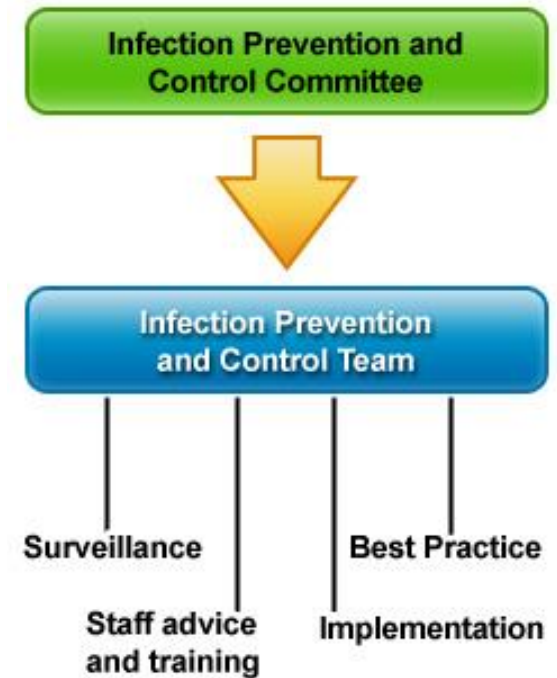 Infection Prevention and
Control Committee
Infection Prevention
and Control Team
Surveillance
Best Practice
Staff advice
and training
Implementation